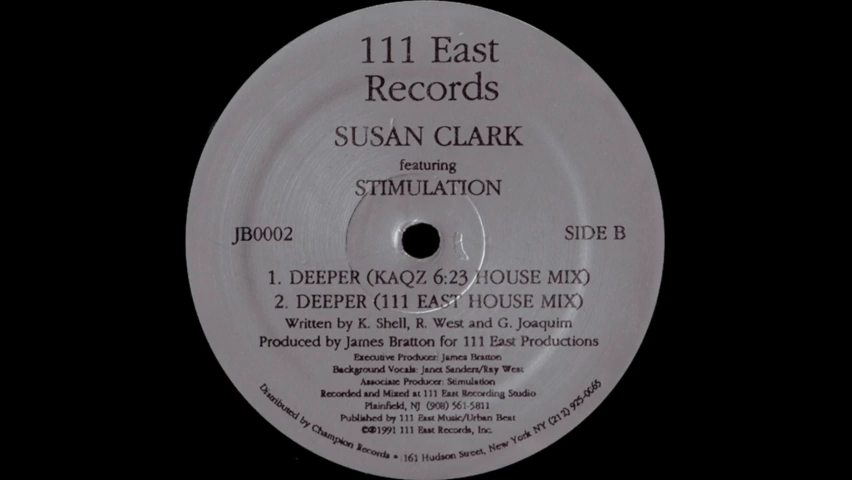 111 East
Records
SUSAN CLARK
featuring
STIMULATION
JB0002
SIDE B
1. DEEPER (KAQZ 6:23 HOUSE MIX)
2. DEEPER (111 EAST HOUSE MIX)
Written by K. Shell, R. West and G. Joaquim
Produced by James Bratton for 111 East Productions
Executive Producer: James Bratton
Background Vocals: Janet Sanders/Ray West
Associate Producer: Stimulation
Recorded and Mixed at 111 East Recording Studio
Plainfield, NJ (908) 561-5811
Published by 111 East Music/Urban Beat
©℗1991 111 East Records, Inc.
Distributed by Champion Records • 161 Hudson Street, New York NY (212) 925-0065